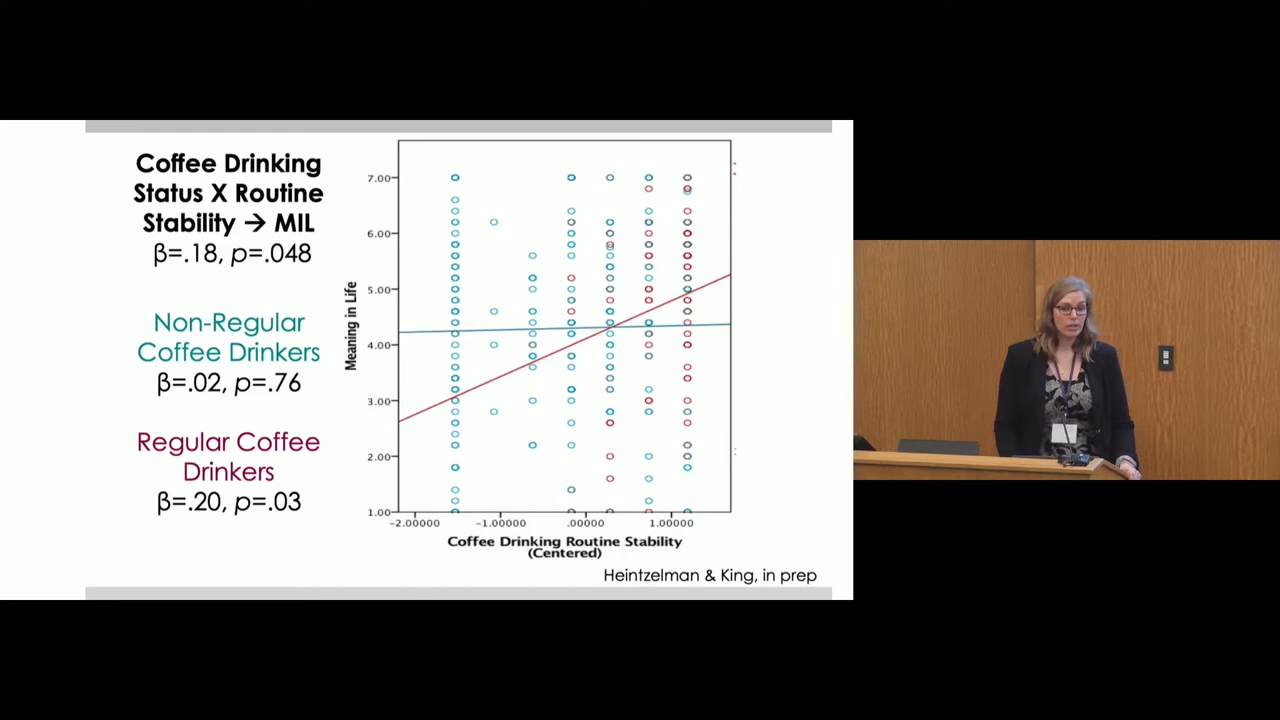 Coffee Drinking
Status X Routine
Stability → MIL
β=.18, p=.048
Non-Regular
Coffee Drinkers
β=.02, p=.76
Regular Coffee
Drinkers
β=.20, p=.03
Meaning in Life
7.00
6.00
5.00
4.00
3.00
2.00
1.00
-2.00000 -1.00000 .00000 1.00000
Coffee Drinking Routine Stability
(Centered)
Heintzelman & King, in prep